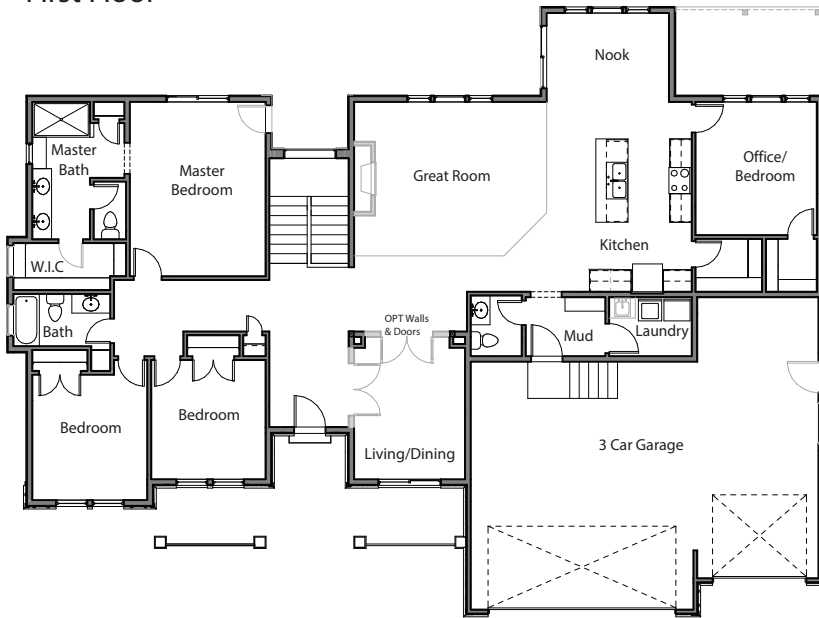 First Floor
Nook
Master
Bath
Master
Bedroom
Great Room
Office/
Bedroom
Kitchen
W.I.C
Bath
OPT Walls
& Doors
Mud
Laundry
Bedroom
Bedroom
Living/Dining
3 Car Garage